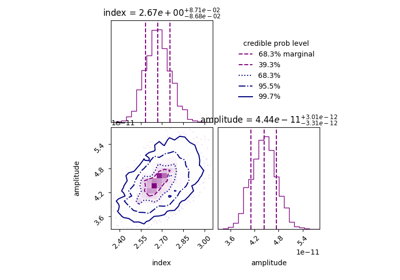 index = 2.67e+00+8.71e−02−8.68e−02
credible prob level
68.3% marginal
39.3%
68.3%
95.5%
99.7%
amplitude = 4.44e−11+3.01e−12−3.31e−12
1e−11
amplitude
5.4
4.8
4.2
3.6
2.40 2.55 2.70 2.85 3.00
index
3.6 4.2 4.8 5.4
1e−11
amplitude